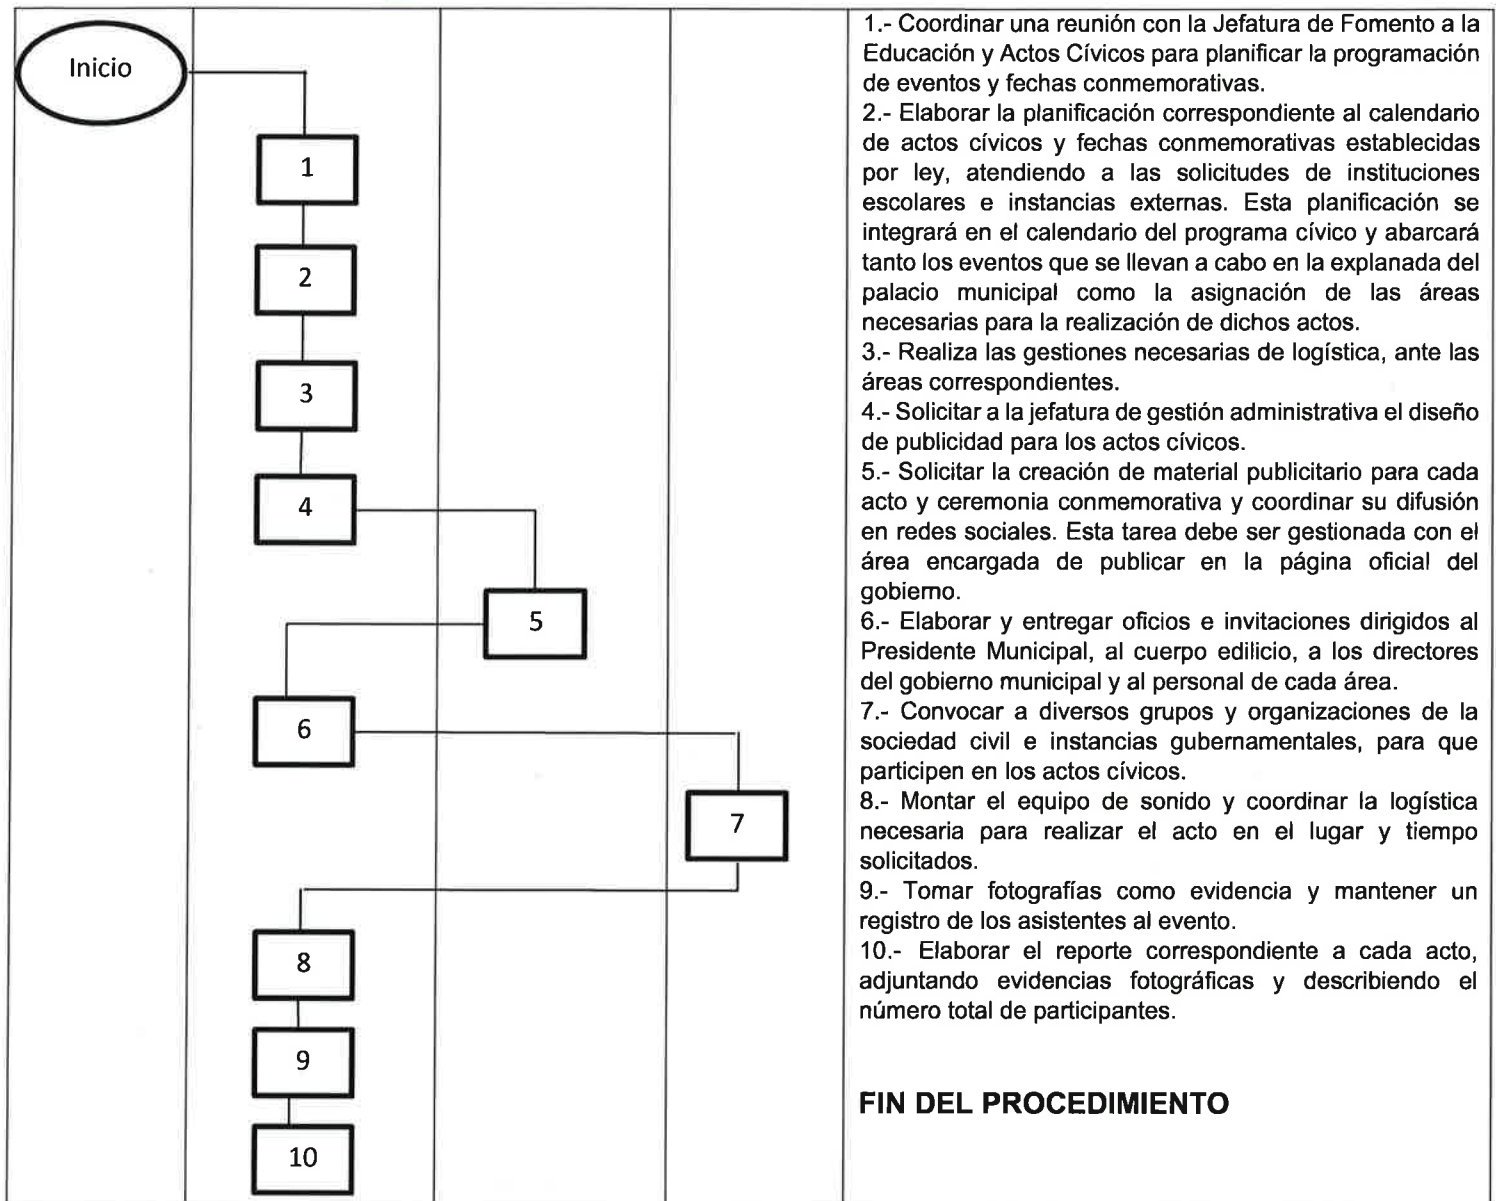 Inicio
1
2
3
4
5
6
7
8
9
10
1.- Coordinar una reunión con la Jefatura de Fomento a la
Educación y Actos Cívicos para planificar la programación
de eventos y fechas conmemorativas.
2.- Elaborar la planificación correspondiente al calendario
de actos cívicos y fechas conmemorativas establecidas
por ley, atendiendo a las solicitudes de instituciones
escolares e instancias externas. Esta planificación se
integrará en el calendario del programa cívico y abarcará
tanto los eventos que se llevan a cabo en la explanada del
palacio municipal como la asignación de las áreas
necesarias para la realización de dichos actos.
3.- Realiza las gestiones necesarias de logística, ante las
áreas correspondientes.
4.- Solicitar a la jefatura de gestión administrativa el diseño
de publicidad para los actos cívicos.
5.- Solicitar la creación de material publicitario para cada
acto y ceremonia conmemorativa y coordinar su difusión
en redes sociales. Esta tarea debe ser gestionada con el
área encargada de publicar en la página oficial del
gobierno.
6.- Elaborar y entregar oficios e invitaciones dirigidos al
Presidente Municipal, al cuerpo edilicio, a los directores
del gobierno municipal y al personal de cada área.
7.- Convocar a diversos grupos y organizaciones de la
sociedad civil e instancias gubernamentales, para que
participen en los actos cívicos.
8.- Montar el equipo de sonido y coordinar la logística
necesaria para realizar el acto en el lugar y tiempo
solicitados.
9.- Tomar fotografías como evidencia y mantener un
registro de los asistentes al evento.
10.- Elaborar el reporte correspondiente a cada acto,
adjuntando evidencias fotográficas y describiendo el
número total de participantes.
FIN DEL PROCEDIMIENTO